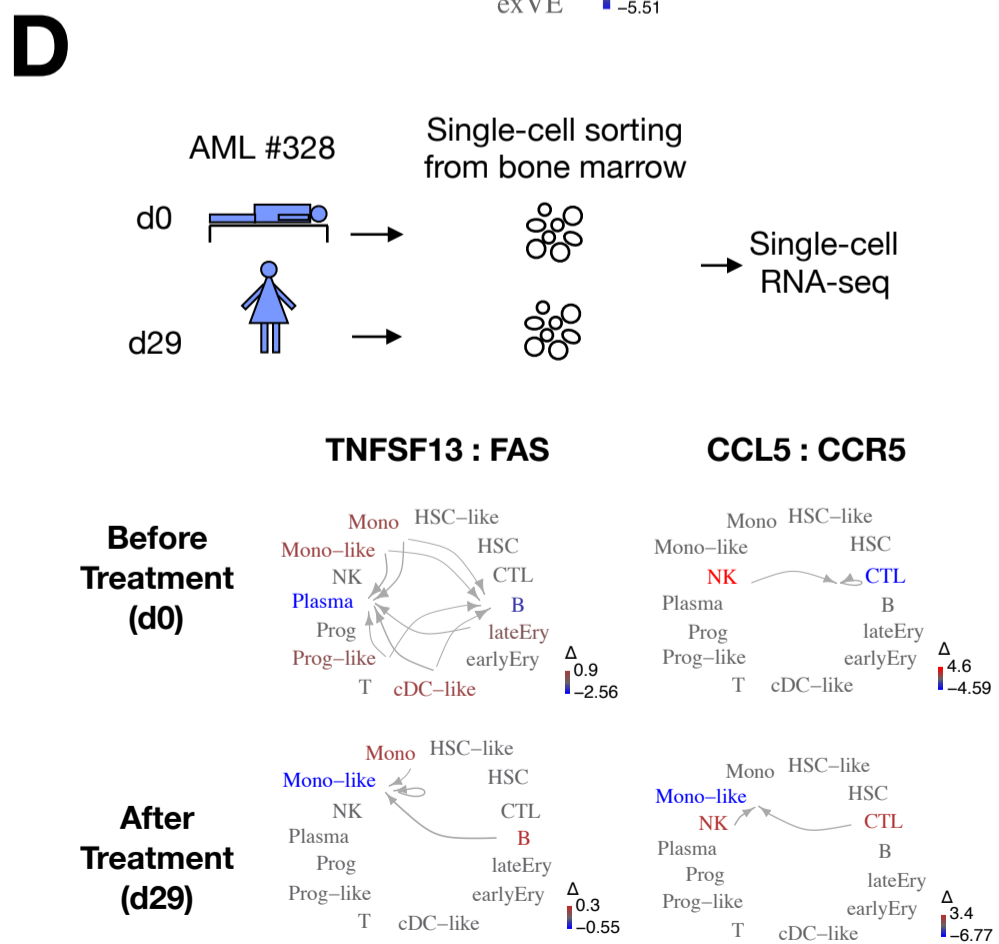 exVE
−5.51
D
AML #328
Single-cell sorting
from bone marrow
d0
d29
Single-cell
RNA-seq
TNFSF13 : FAS
CCL5 : CCR5
Before
Treatment
(d0)
Mono
HSC−like
Mono−like
HSC
NK
CTL
Plasma
B
Prog
lateEry
Prog−like
earlyEry
T
cDC−like
Δ
0.9
−2.56
Mono
HSC−like
Mono−like
HSC
NK
CTL
Plasma
B
Prog
lateEry
Prog−like
earlyEry
T
cDC−like
Δ
4.6
−4.59
After
Treatment
(d29)
Mono
HSC−like
Mono−like
HSC
NK
CTL
Plasma
B
Prog
lateEry
Prog−like
earlyEry
T
cDC−like
Δ
0.3
−0.55
Mono
HSC−like
Mono−like
HSC
NK
CTL
Plasma
B
Prog
lateEry
Prog−like
earlyEry
T
cDC−like
Δ
3.4
−6.77